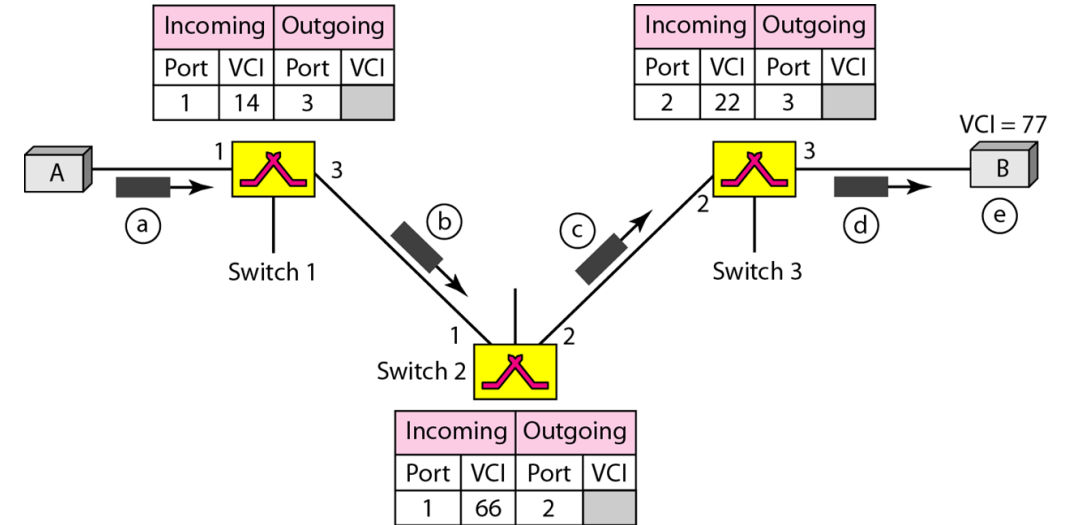 Incoming Outgoing
Port VCI Port VCI
1 14 3
Incoming Outgoing
Port VCI Port VCI
2 22 3
VCI = 77
A
1
3
a
b
Switch 1
c
2
3
Switch 3
d
B
e
1
2
Switch 2
Incoming Outgoing
Port VCI Port VCI
1 66 2